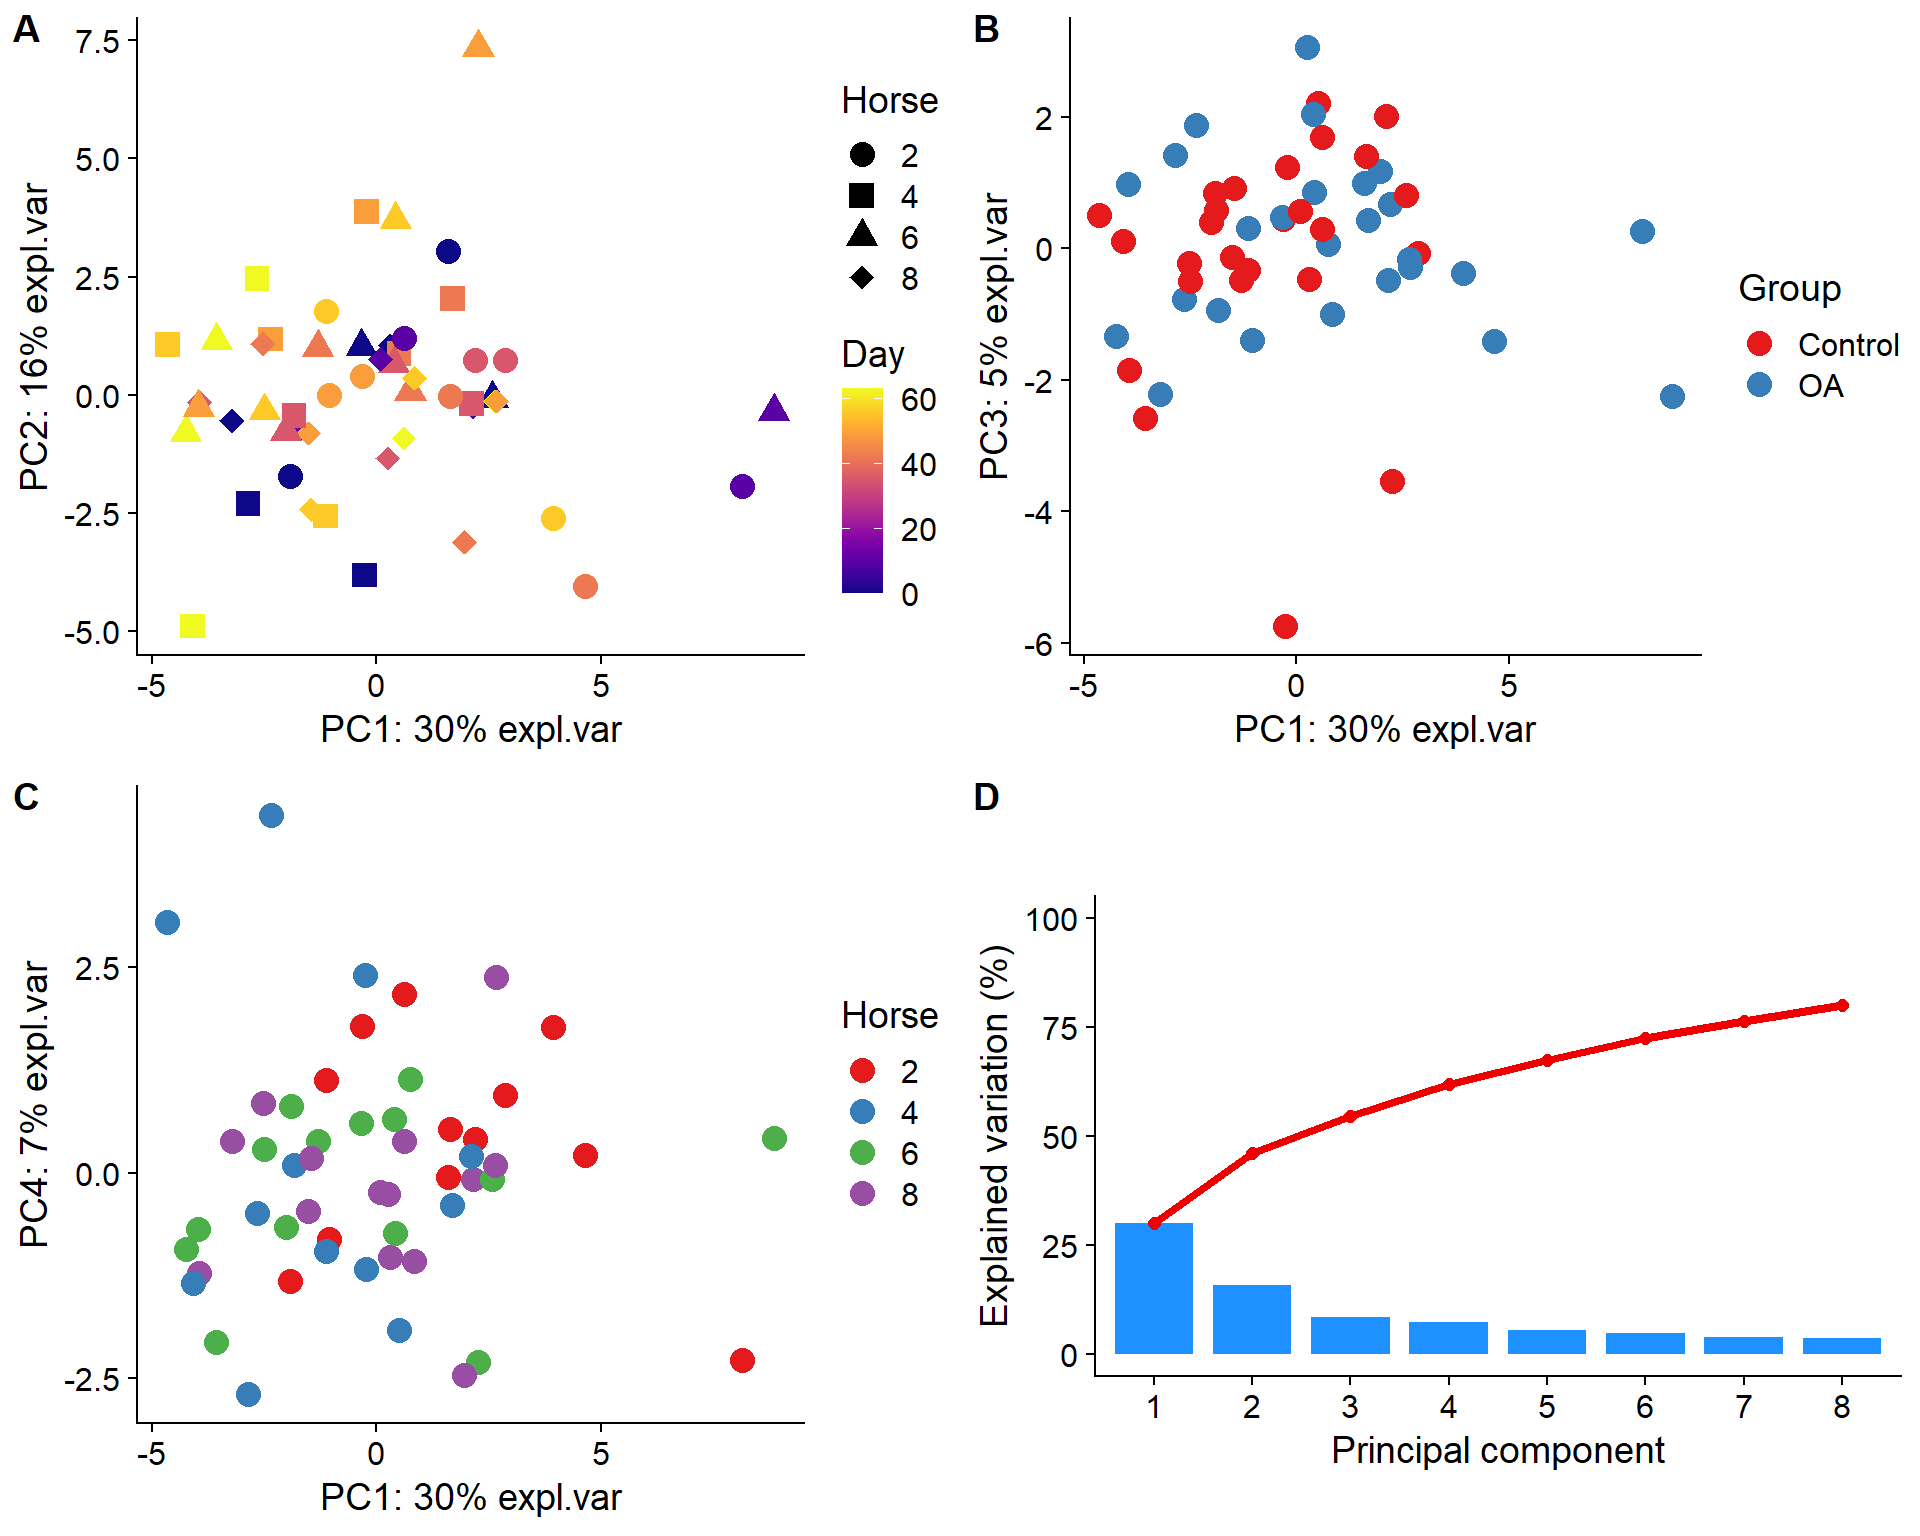 A
7.5
5.0
2.5
0.0
-2.5
-5.0
PC2: 16% expl.var
-5
0
5
PC1: 30% expl.var
Horse
2
4
6
8
Day
60
40
20
0
B
2
0
-2
-4
-6
PC3: 5% expl.var
-5
0
5
PC1: 30% expl.var
Group
Control
OA
C
2.5
0.0
-2.5
PC4: 7% expl.var
-5
0
5
PC1: 30% expl.var
Horse
2
4
6
8
D
100
75
50
25
0
Explained variation (%)
1
2
3
4
5
6
7
8
Principal component